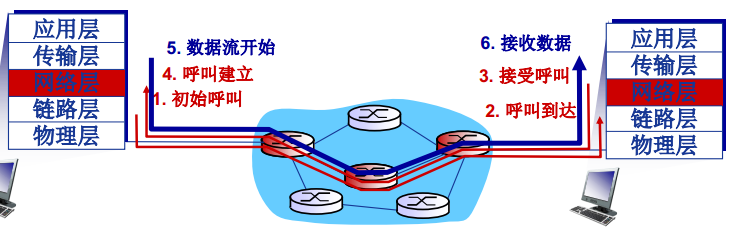 应用层
传输层
网络层
链路层
物理层
5. 数据流开始
4. 呼叫建立
1. 初始呼叫
6. 接收数据
3. 接受呼叫
2. 呼叫到达
应用层
传输层
网络层
链路层
物理层